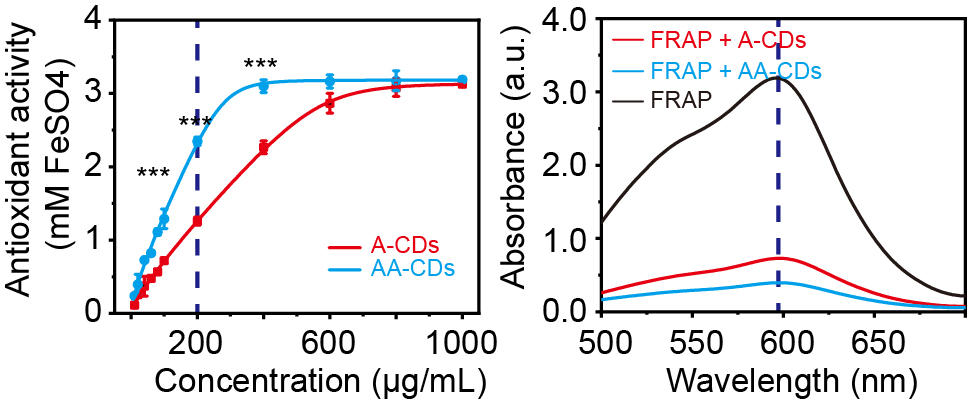 Antioxidant activity
(mM FeSO4)
4
3
2
1
0
***
***
***
A-CDs
AA-CDs
200
600
1000
Concentration (µg/mL)
Absorbance (a.u.)
4.0
3.0
2.0
1.0
0.0
FRAP + A-CDs
FRAP + AA-CDs
FRAP
500
550
600
650
Wavelength (nm)